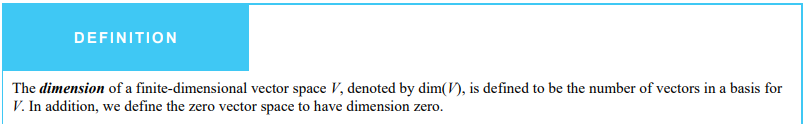 DEFINITION
The dimension of a finite-dimensional vector space V, denoted by dim(V), is defined to be the number of vectors in a basis for
V. In addition, we define the zero vector space to have dimension zero.